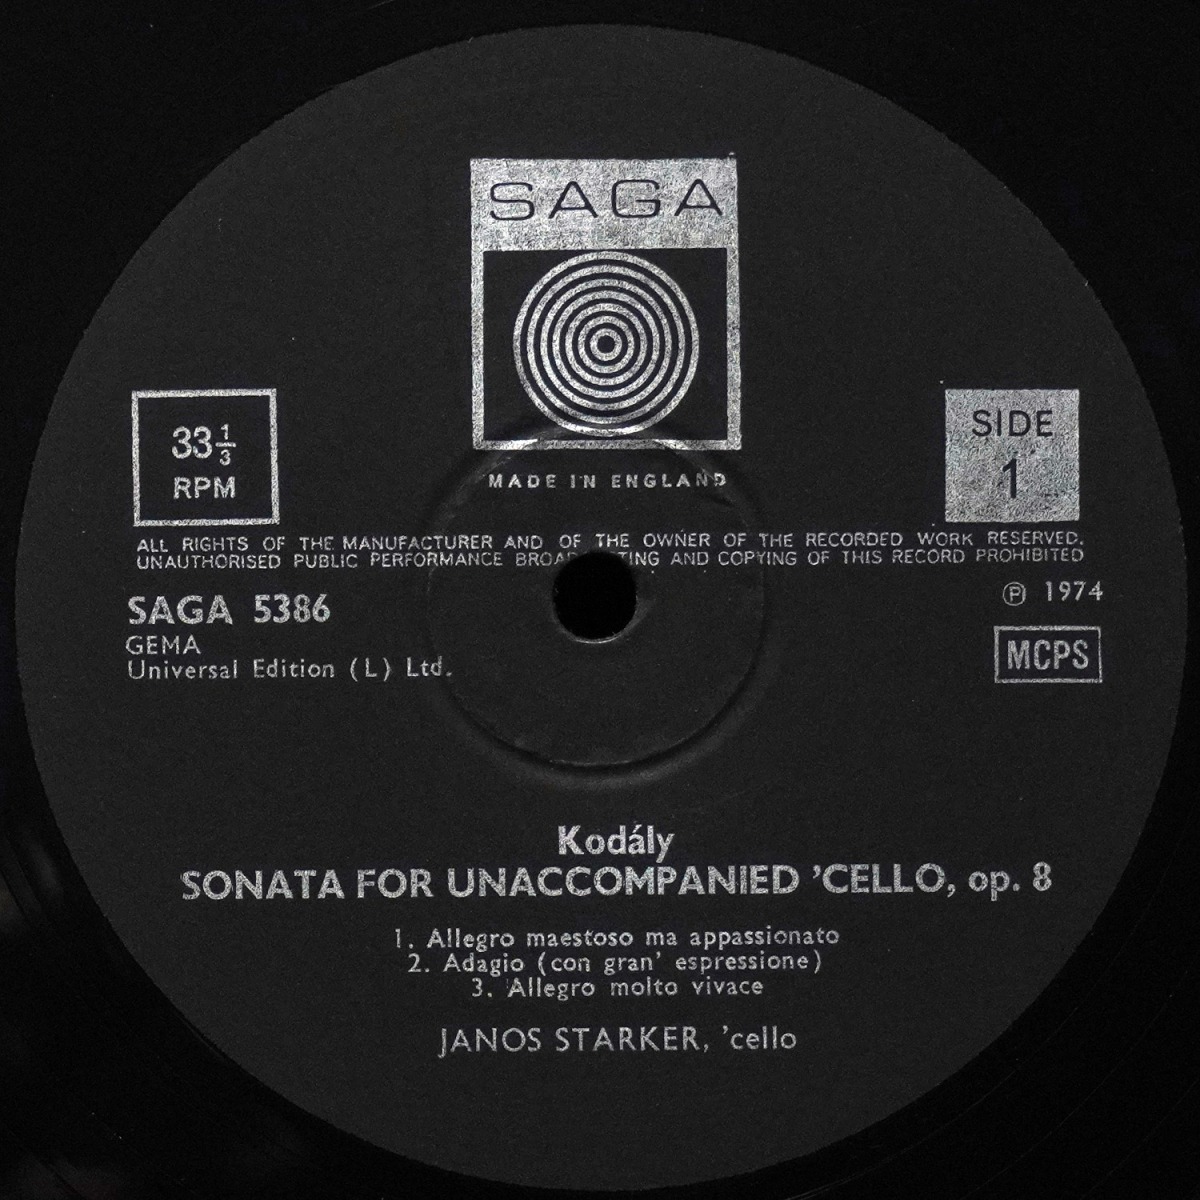 SAGA
33 1/3
RPM
SIDE
1
MADE IN ENGLAND
ALL RIGHTS OF THE MANUFACTURER AND OF THE OWNER OF THE RECORDED WORK RESERVED.
UNAUTHORISED PUBLIC PERFORMANCE BROA TING AND COPYING OF THIS RECORD PROHIBITED
SAGA 5386
℗ 1974
GEMA
Universal Edition (L) Ltd.
MCPS
Kodály
SONATA FOR UNACCOMPANIED 'CELLO, op. 8
1. Allegro maestoso ma appassionato
2. Adagio (con gran' espressione)
3. Allegro molto vivace
JANOS STARKER, 'cello